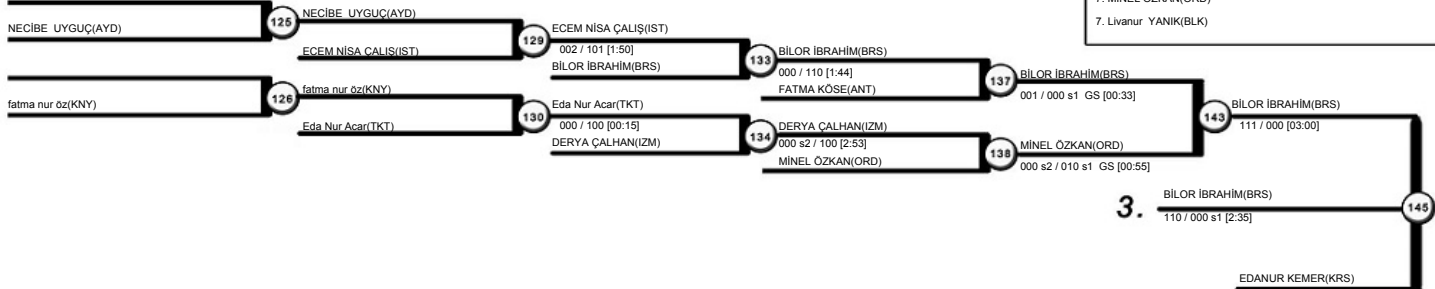 7. Livanur YANIK(BLK)
NECİBE UYGUÇ(AYD)
125
NECİBE UYGUÇ(AYD)
ECEM NİSA ÇALIŞ(IST)
129
ECEM NİSA ÇALIŞ(IST)
002 / 101 [1:50]
BİLOR İBRAHİM(BRS)
133
BİLOR İBRAHİM(BRS)
000 / 110 [1:44]
FATMA KÖSE(ANT)
137
BİLOR İBRAHİM(BRS)
001 / 000 s1 GS [00:33]
fatma nur öz(KNY)
126
fatma nur öz(KNY)
Eda Nur Acar(TKT)
130
Eda Nur Acar(TKT)
000 / 100 [00:15]
DERYA ÇALHAN(IZM)
134
DERYA ÇALHAN(IZM)
000 s2 / 100 [2:53]
MİNEL ÖZKAN(ORD)
138
MİNEL ÖZKAN(ORD)
000 s2 / 010 s1 GS [00:55]
143
BİLOR İBRAHİM(BRS)
111 / 000 [03:00]
3.
BİLOR İBRAHİM(BRS)
110 / 000 s1 [2:35]
145
EDANUR KEMER(KRS)